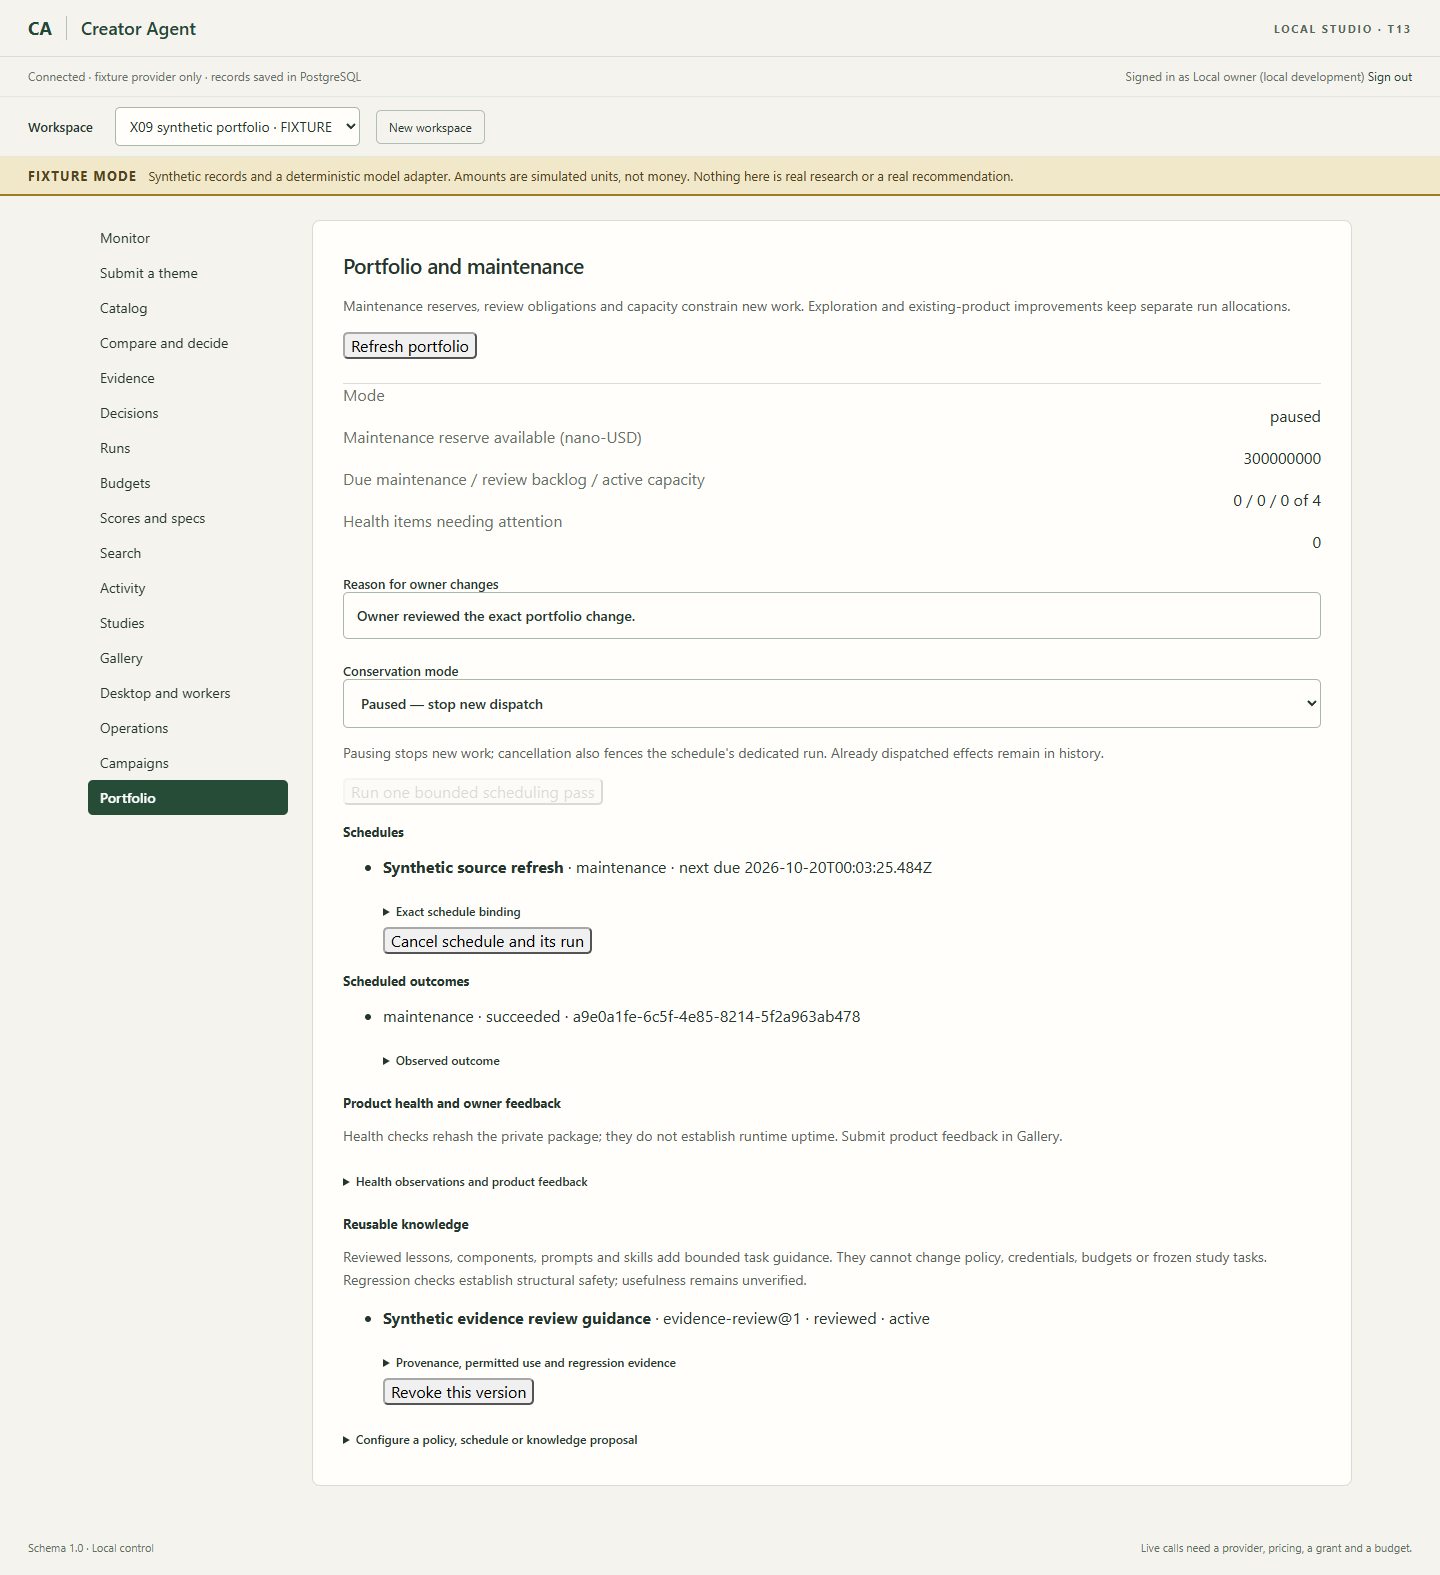 CA
Creator Agent
LOCAL STUDIO · T13
Connected · fixture provider only · records saved in PostgreSQL
Signed in as Local owner (local development) Sign out
Workspace
X09 synthetic portfolio · FIXTURE
New workspace
FIXTURE MODE Synthetic records and a deterministic model adapter. Amounts are simulated units, not money. Nothing here is real research or a real recommendation.
Monitor
Submit a theme
Catalog
Compare and decide
Evidence
Decisions
Runs
Budgets
Scores and specs
Search
Activity
Studies
Gallery
Desktop and workers
Operations
Campaigns
Portfolio
Portfolio and maintenance
Maintenance reserves, review obligations and capacity constrain new work. Exploration and existing-product improvements keep separate run allocations.
Refresh portfolio
Mode
paused
Maintenance reserve available (nano-USD)
300000000
Due maintenance / review backlog / active capacity
0 / 0 / 0 of 4
Health items needing attention
0
Reason for owner changes
Owner reviewed the exact portfolio change.
Conservation mode
Paused — stop new dispatch
Pausing stops new work; cancellation also fences the schedule's dedicated run. Already dispatched effects remain in history.
Run one bounded scheduling pass
Schedules
Synthetic source refresh · maintenance · next due 2026-10-20T00:03:25.484Z
Exact schedule binding
Cancel schedule and its run
Scheduled outcomes
maintenance · succeeded · a9e0a1fe-6c5f-4e85-8214-5f2a963ab478
Observed outcome
Product health and owner feedback
Health checks rehash the private package; they do not establish runtime uptime. Submit product feedback in Gallery.
Health observations and product feedback
Reusable knowledge
Reviewed lessons, components, prompts and skills add bounded task guidance. They cannot change policy, credentials, budgets or frozen study tasks.
Regression checks establish structural safety; usefulness remains unverified.
Synthetic evidence review guidance · evidence-review@1 · reviewed · active
Provenance, permitted use and regression evidence
Revoke this version
Configure a policy, schedule or knowledge proposal
Schema 1.0 · Local control
Live calls need a provider, pricing, a grant and a budget.